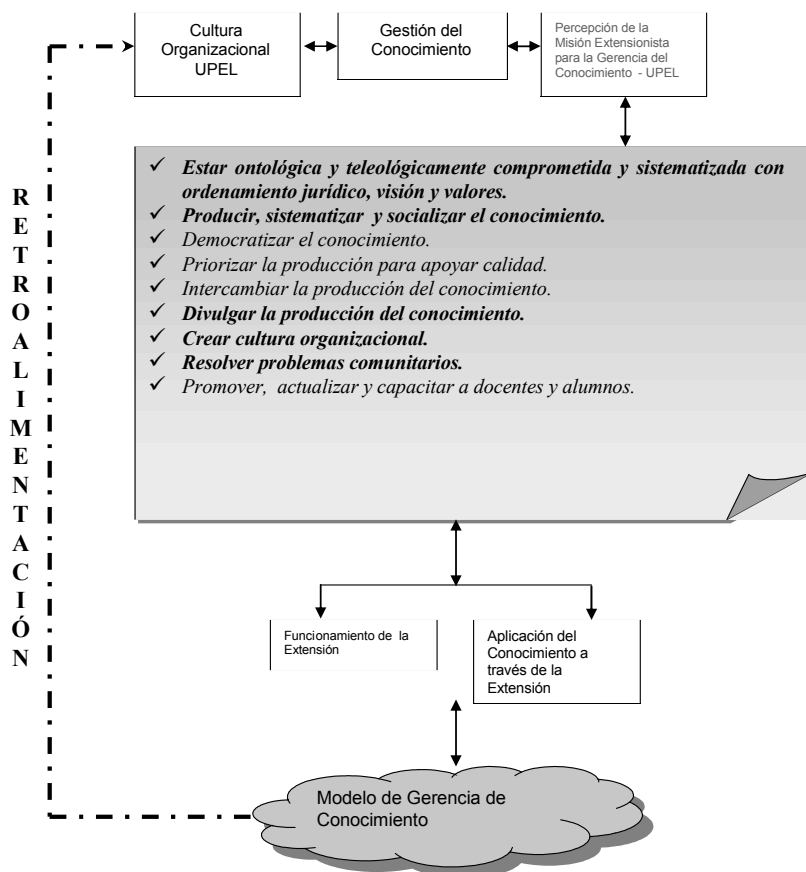 Cultura
Organizacional
UPEL
Gestión del
Conocimiento
Percepción de la
Misión Extensionista
para la Gerencia del
Conocimiento - UPEL
✓ Estar ontológica y teleológicamente comprometida y sistematizada con
ordenamiento jurídico, visión y valores.
✓ Producir, sistematizar y socializar el conocimiento.
✓ Democratizar el conocimiento.
✓ Priorizar la producción para apoyar calidad.
✓ Intercambiar la producción del conocimiento.
✓ Divulgar la producción del conocimiento.
✓ Crear cultura organizacional.
✓ Resolver problemas comunitarios.
✓ Promover, actualizar y capacitar a docentes y alumnos.
R
E
T
R
O
A
L
I
M
E
N
T
A
C
I
Ó
N
Funcionamiento de la
Extensión
Aplicación del
Conocimiento a
través de la
Extensión
Modelo de Gerencia de
Conocimiento